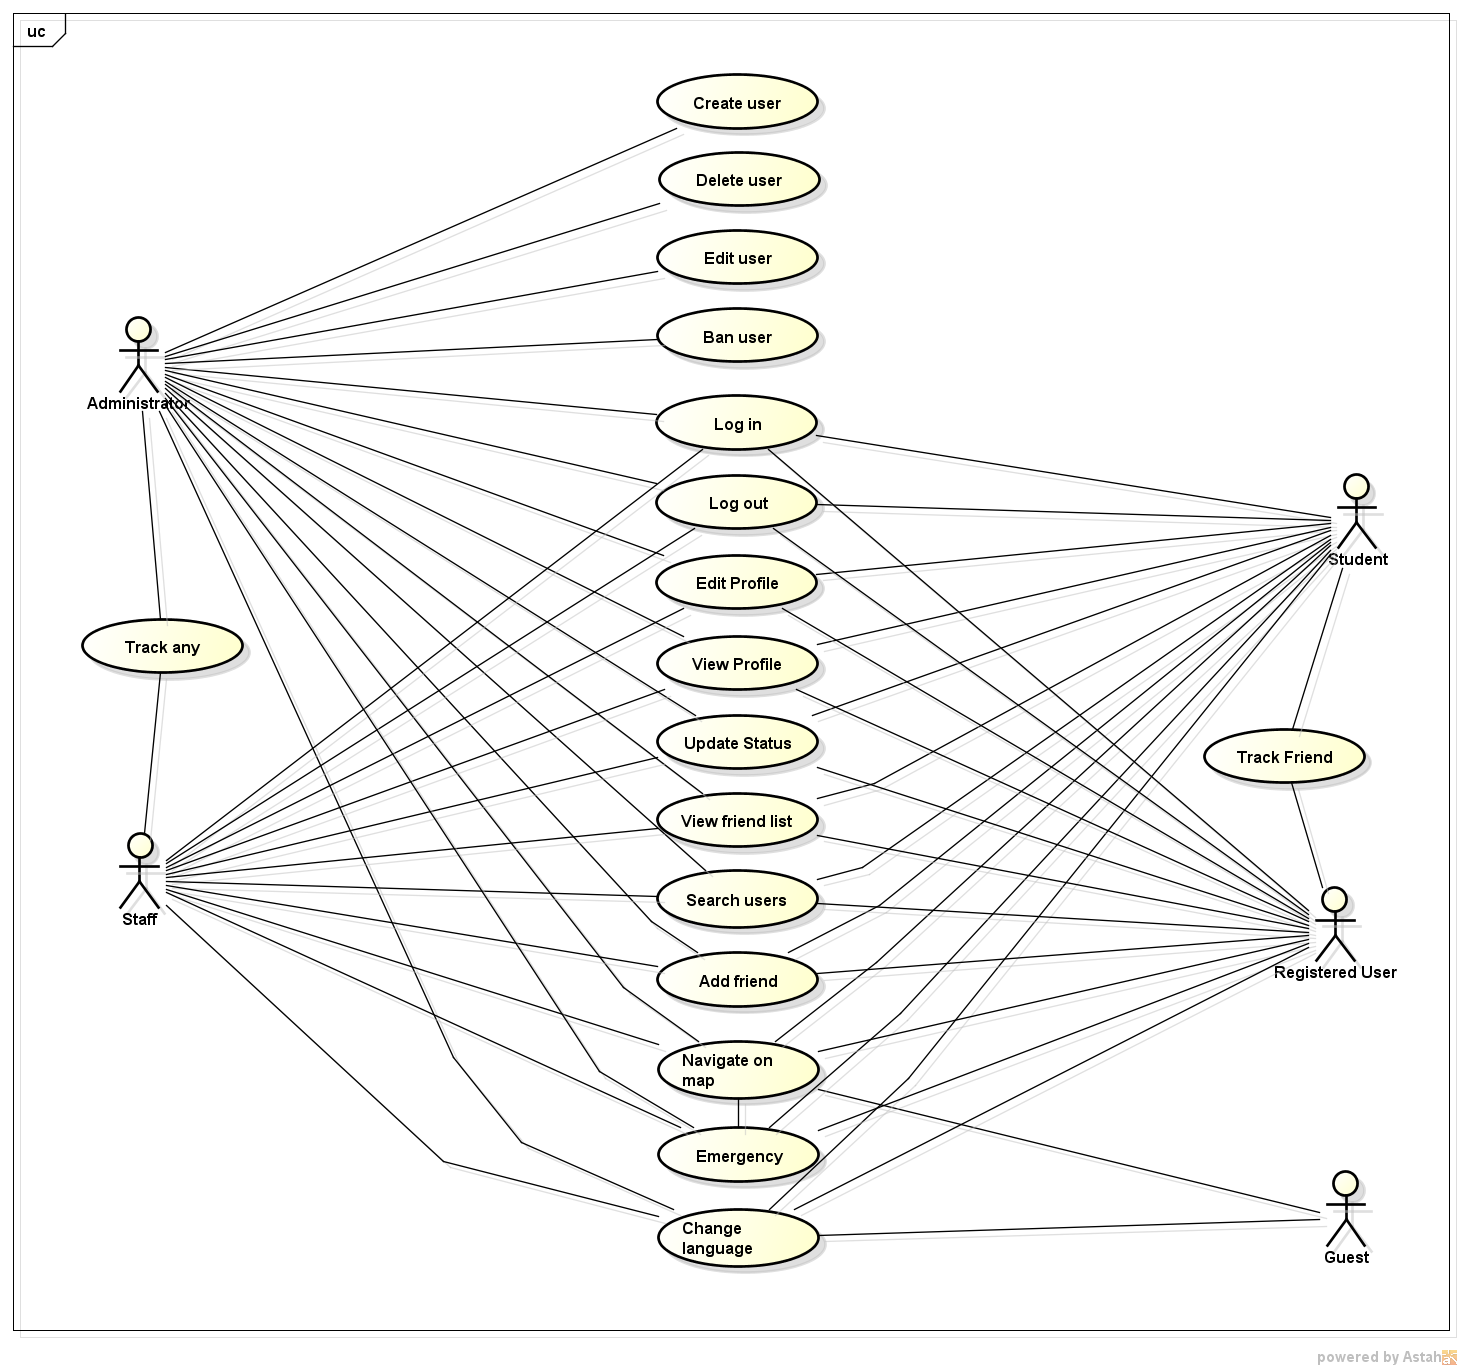 uc
Create user
Delete user
Edit user
Ban user
Administrator
Log in
Log out
Student
Edit Profile
Track any
View Profile
Update Status
Track Friend
View friend list
Search users
Staff
Add friend
Registered User
Navigate on
map
Emergency
Change
language
Guest
powered by Astah